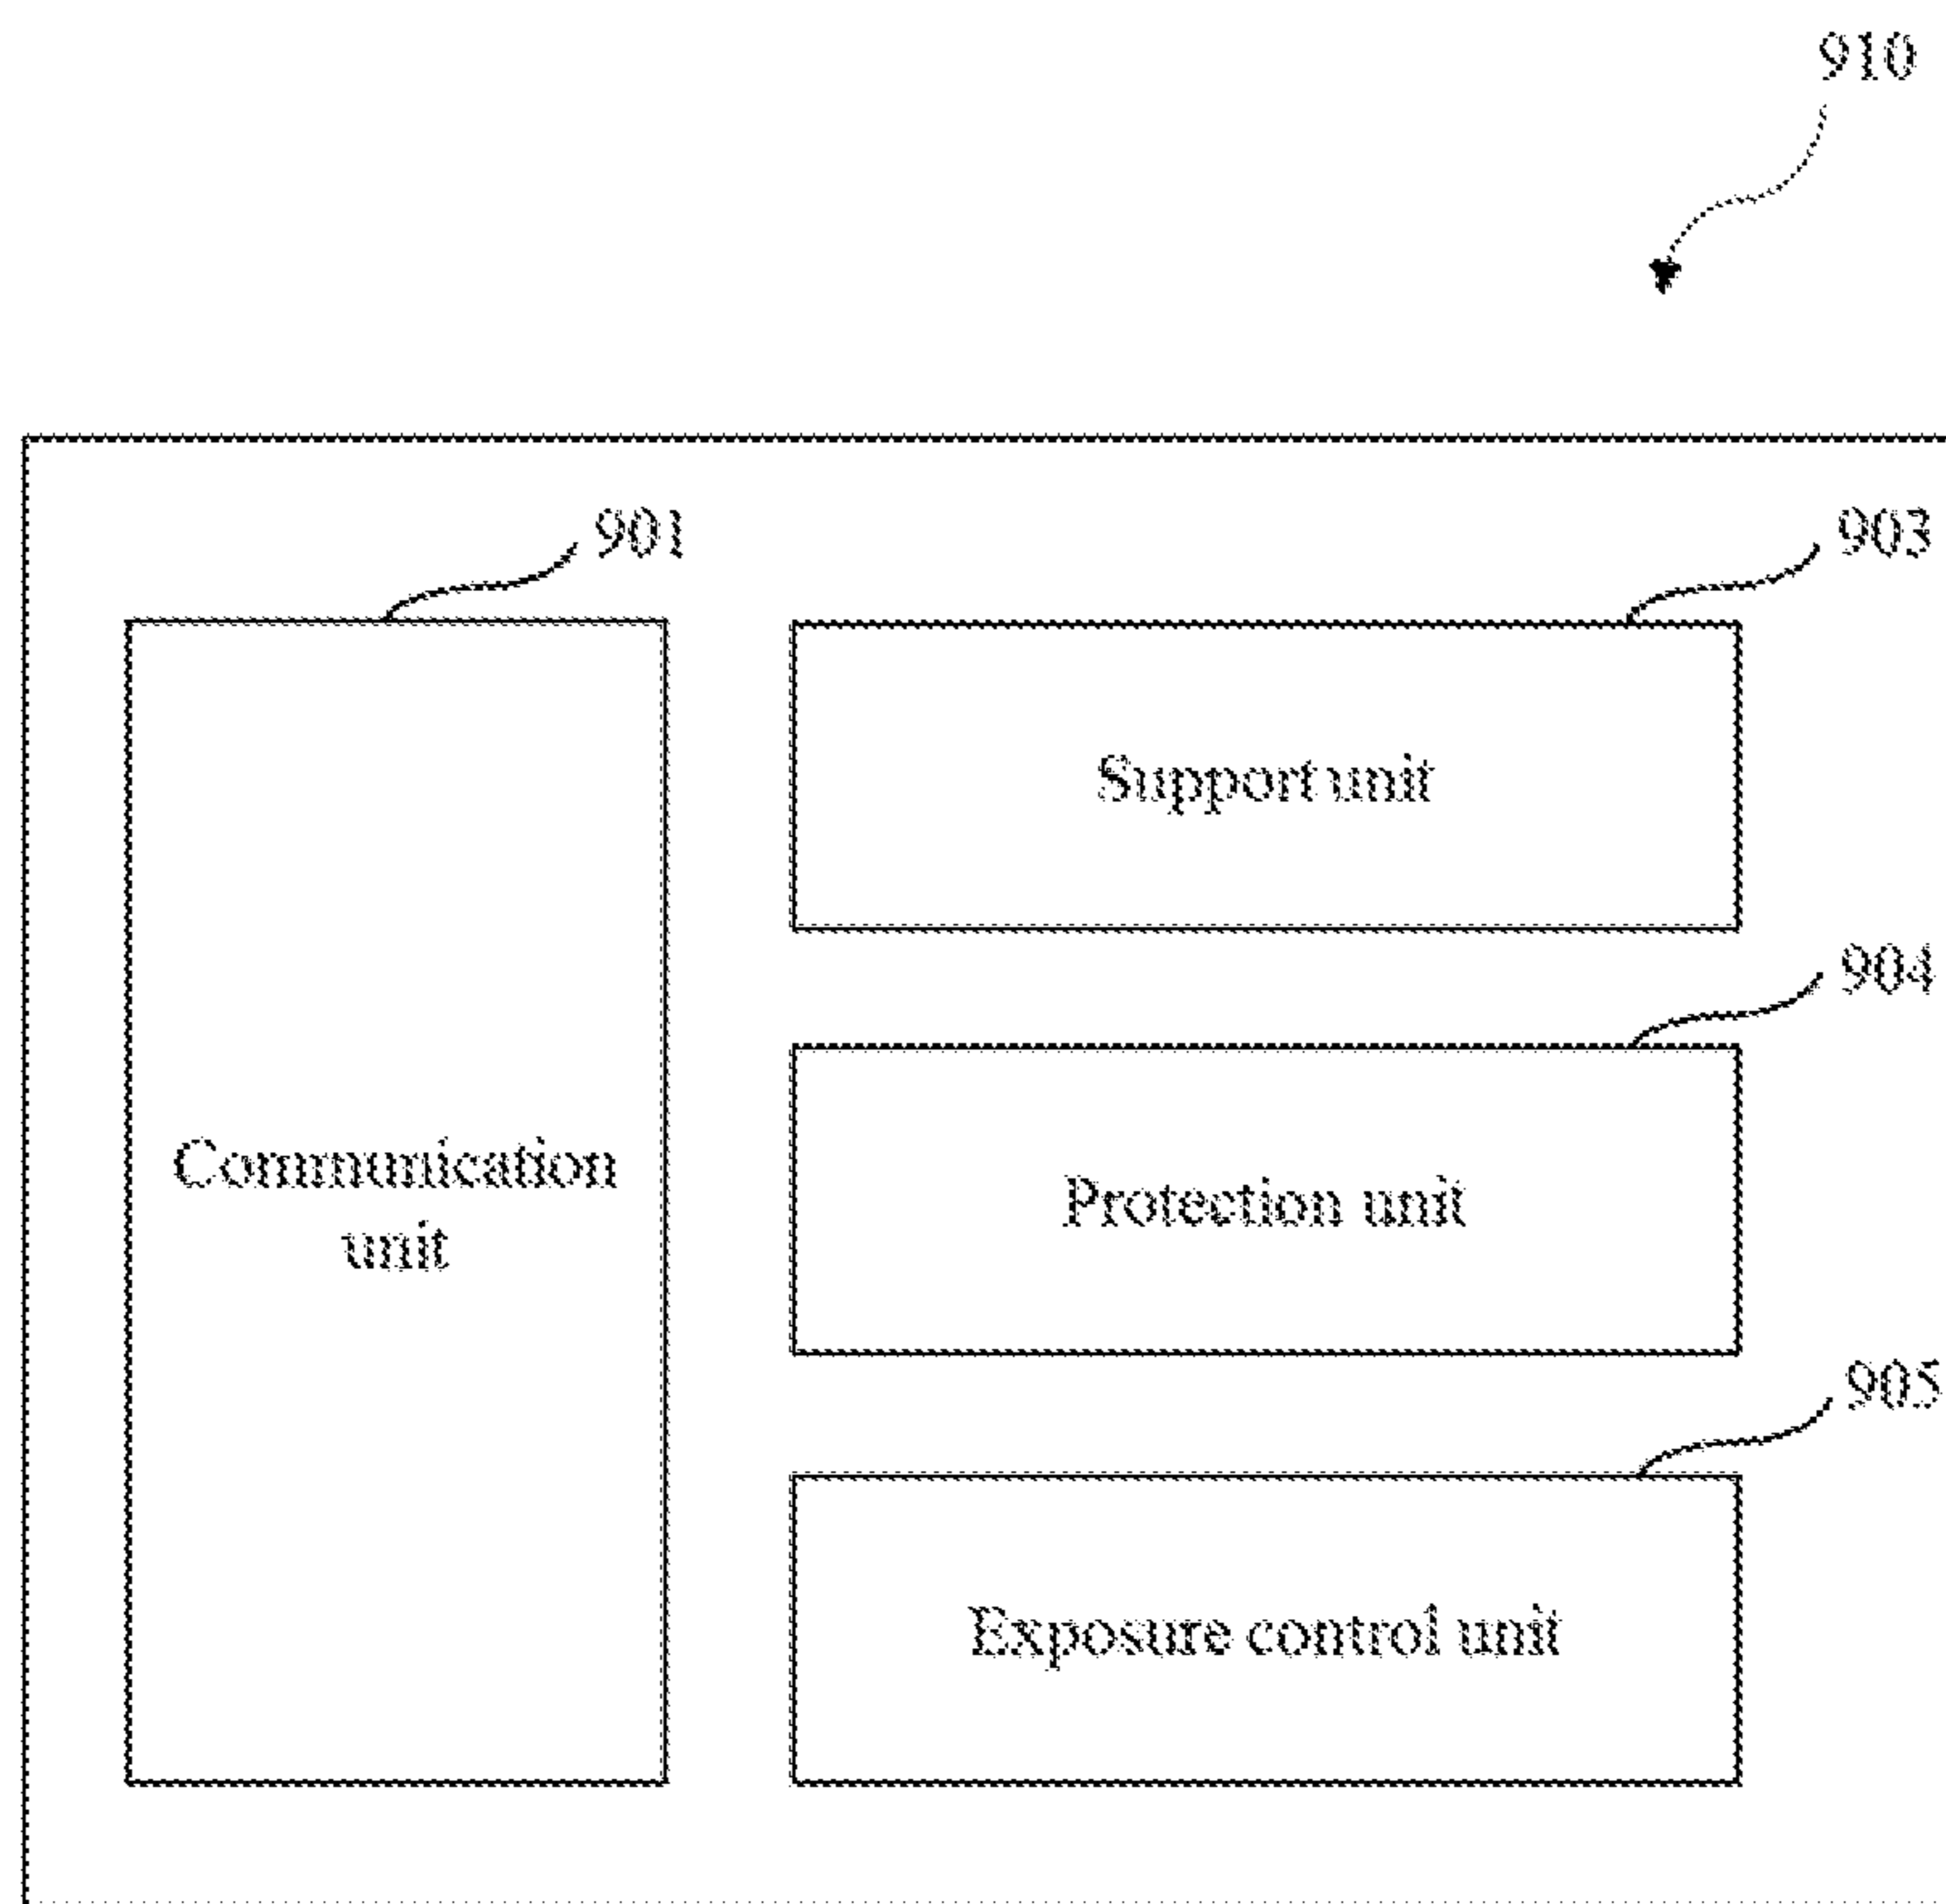 910
901
903
Support unit
904
Communication
unit
Protection unit
905
Exposure control unit